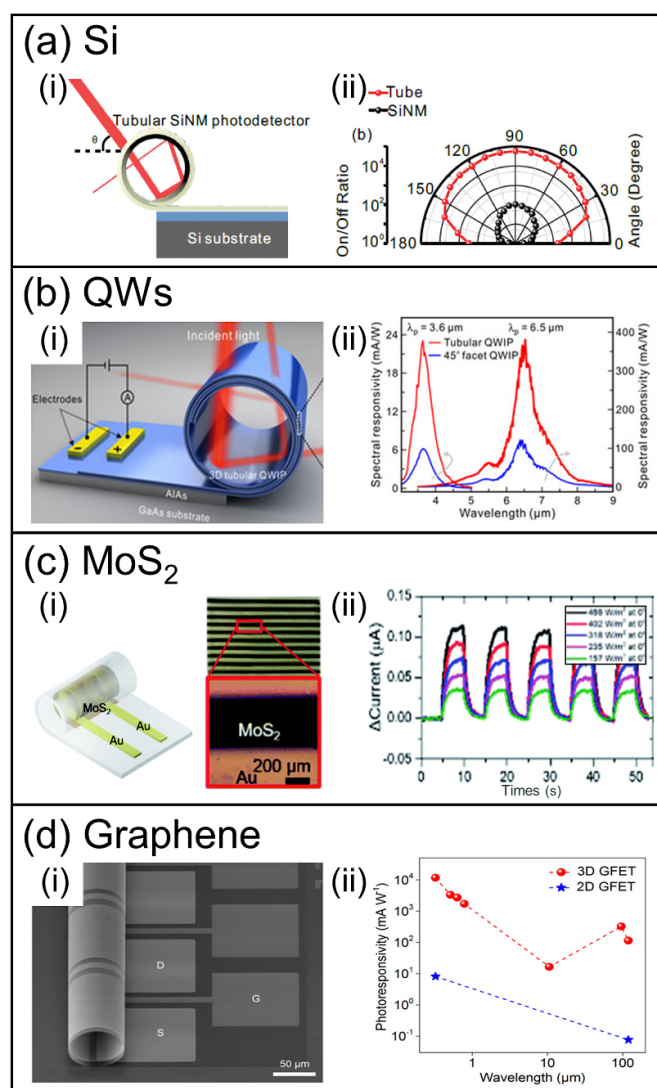 (a) Si
(i)
Tubular SiNM photodetector
θ
Si substrate
(ii)
Tube
SiNM
(b)
On/Off Ratio
10⁴
10²
10⁰
90
120
60
150
30
180
0
Angle (Degree)
(b) QWs
(i)
Incident light
Electrodes
A
-
+
3D tubular QWIP
AlAs
GaAs substrate
(ii)
λp = 3.6 μm
λp = 6.5 μm
Tubular QWIP
45° facet QWIP
Spectral responsivity (mA/W)
24
18
12
6
0
Spectral responsivity (mA/W)
400
300
200
100
0
4 5 6 7 8 9
Wavelength (μm)
(c) MoS₂
(i)
MoS₂
Au
Au
MoS₂
200 μm
Au
(ii)
ΔCurrent (μA)
0.15
0.10
0.05
0.00
-0.05
488 W/m² at 0°
402 W/m² at 0°
318 W/m² at 0°
235 W/m² at 0°
157 W/m² at 0°
0 10 20 30 40 50
Times (s)
(d) Graphene
(i)
D
G
S
50 μm
(ii)
3D GFET
2D GFET
Photoresponsivity (mA W⁻¹)
10⁴
10³
10²
10¹
10⁰
10⁻¹
1 10 100
Wavelength (μm)